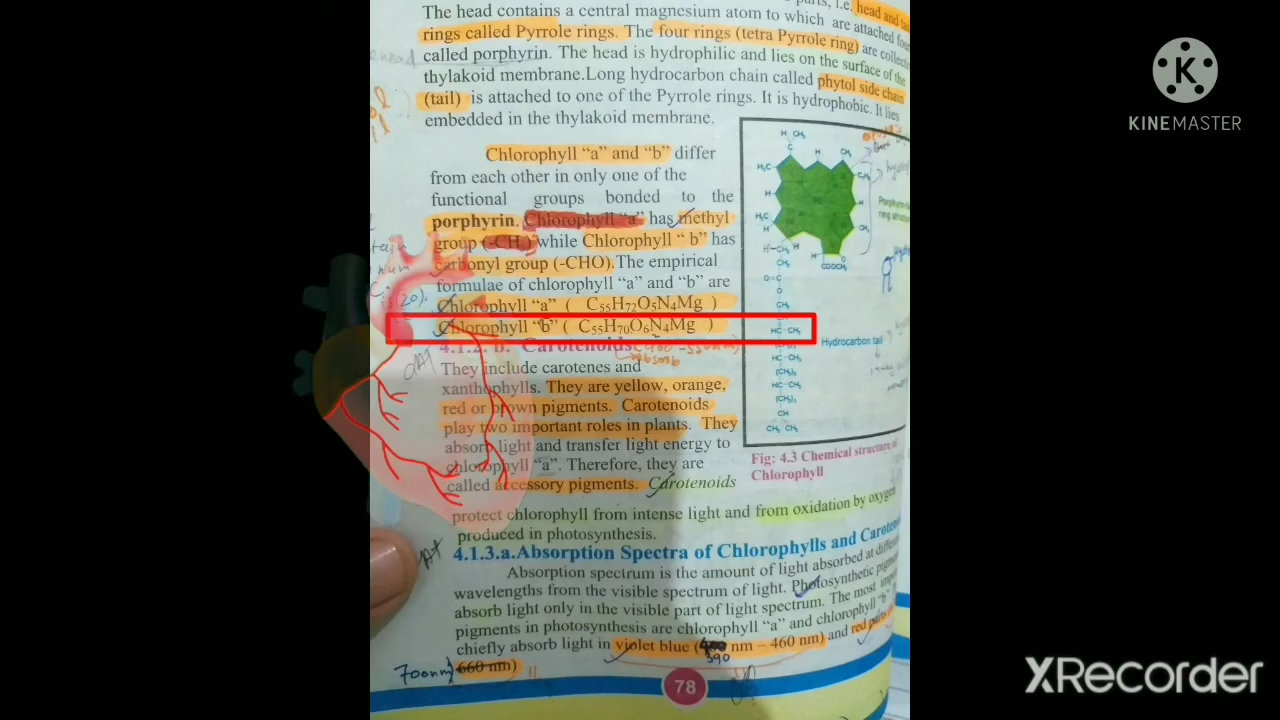 The head contains a central magnesium atom to which are attached four
rings called Pyrrole rings. The four rings (tetra Pyrrole ring) are collecti
called porphyrin. The head is hydrophilic and lies on the surface of the
thylakoid membrane.Long hydrocarbon chain called phytol side chain
(tail) is attached to one of the Pyrrole rings. It is hydrophobic. It lies
embedded in the thylakoid membrane.
Chlorophyll “a” and “b” differ
from each other in only one of the
functional groups bonded to the
porphyrin. Chlorophyll “a” has methyl
group (-CH₃) while Chlorophyll “ b” has
carbonyl group (-CHO).The empirical
formulae of chlorophyll “a” and “b” are
Chlorophyll “a” ( C₅₅H₇₂O₅N₄Mg )
Chlorophyll “b” ( C₅₅H₇₀O₆N₄Mg )
4.1.2. b. Carotenoids
They include carotenes and
xanthophylls. They are yellow, orange,
red or brown pigments. Carotenoids
play two important roles in plants. They
absorb light and transfer light energy to
chlorophyll “a”. Therefore, they are
called accessory pigments. Carotenoids
protect chlorophyll from intense light and from oxidation by oxygen
produced in photosynthesis.
Hydrocarbon tail
Fig: 4.3 Chemical structure of
Chlorophyll
4.1.3.a.Absorption Spectra of Chlorophylls and Caroten
Absorption spectrum is the amount of light absorbed at different
wavelengths from the visible spectrum of light. Photosynthetic pigme
absorb light only in the visible part of light spectrum. The most impo
pigments in photosynthesis are chlorophyll “a” and chlorophyll “b”
chiefly absorb light in violet blue ( nm – 460 nm) and red parts
390
700nm) 660 nm)
78
K
KINEMASTER
XRecorder